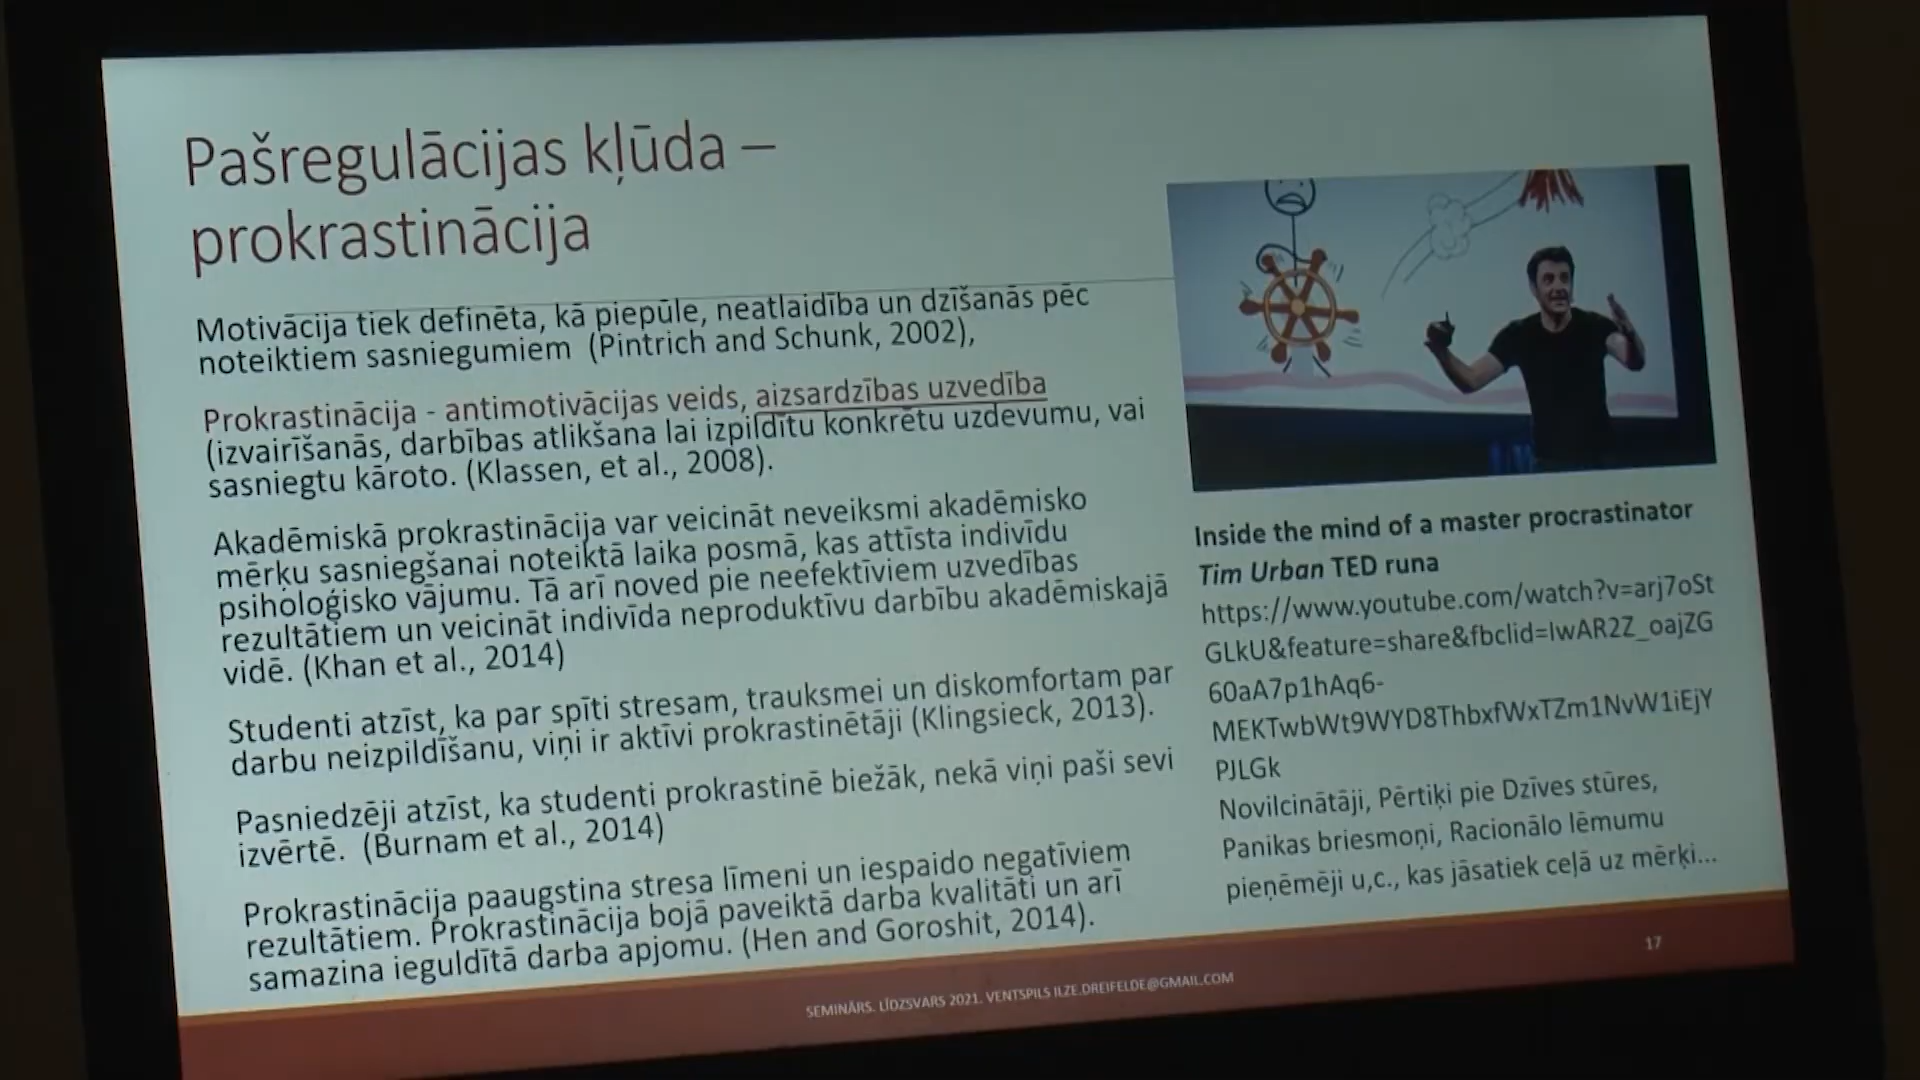 Pašregulācijas kļūda –
prokrastinācija
Motivācija tiek definēta, kā piepūle, neatlaidība un dzīšanās pēc
noteiktiem sasniegumiem (Pintrich and Schunk, 2002),
Prokrastinācija - antimotivācijas veids, aizsardzības uzvedība
(izvairīšanās, darbības atlikšana lai izpildītu konkrētu uzdevumu, vai
sasniegtu kāroto. (Klassen, et al., 2008).
Akadēmiskā prokrastinācija var veicināt neveiksmi akadēmisko
mērķu sasniegšanai noteiktā laika posmā, kas attīsta indivīdu
psiholoģisko vājumu. Tā arī noved pie neefektīviem uzvedības
rezultātiem un veicināt indivīda neproduktīvu darbību akadēmiskajā
vidē. (Khan et al., 2014)
Studenti atzīst, ka par spīti stresam, trauksmei un diskomfortam par
darbu neizpildīšanu, viņi ir aktīvi prokrastinētāji (Klingsieck, 2013).
Pasniedzēji atzīst, ka studenti prokrastinē biežāk, nekā viņi paši sevi
izvērtē. (Burnam et al., 2014)
Prokrastinācija paaugstina stresa līmeni un iespaido negatīviem
rezultātiem. Prokrastinācija bojā paveiktā darba kvalitāti un arī
samazina ieguldītā darba apjomu. (Hen and Goroshit, 2014).
Inside the mind of a master procrastinator
Tim Urban TED runa
https://www.youtube.com/watch?v=arj7oSt
GLkU&feature=share&fbclid=IwAR2Z_oajZG
60aA7p1hAq6-
MEKTwbWt9WYD8ThbxfWxTZm1NvW1iEjY
PJLGk
Novilcinātāji, Pērtiķi pie Dzīves stūres,
Panikas briesmoņi, Racionālo lēmumu
pieņēmēji u,c., kas jāsatiek ceļā uz mērķi...
SEMINĀRS. LĪDZSVARS 2021. VENTSPILS ILZE.DREIFELDE@GMAIL.COM
17